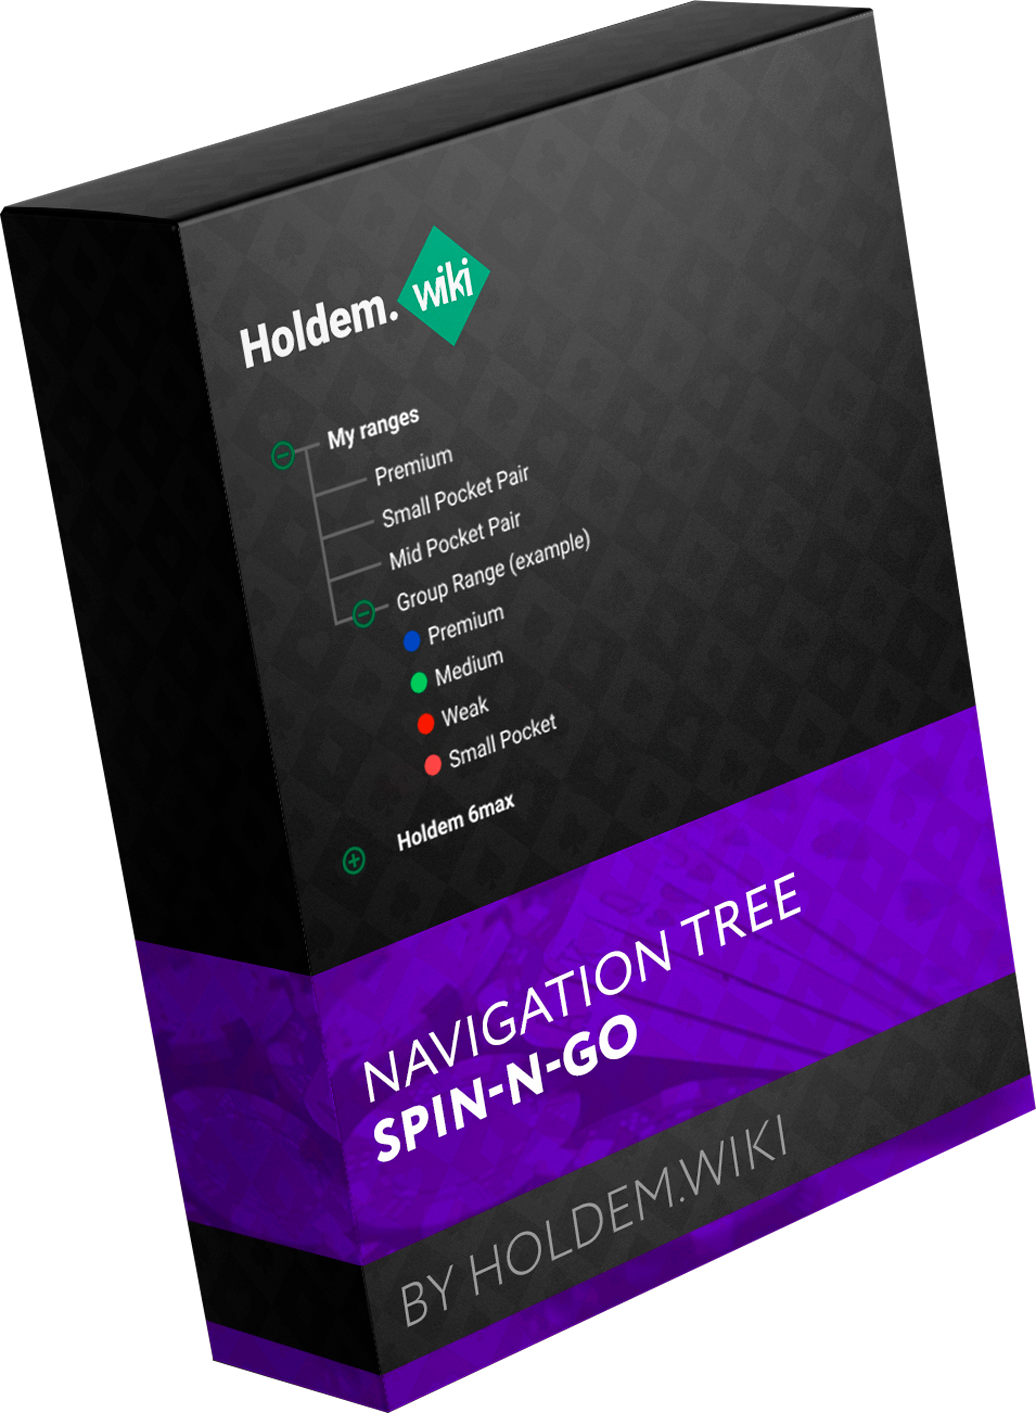 Holdem.wiki
My ranges
Premium
Small Pocket Pair
Mid Pocket Pair
Group Range (example)
Premium
Medium
Weak
Small Pocket
Holdem 6max
NAVIGATION TREE
SPIN-N-GO
BY HOLDEM.WIKI